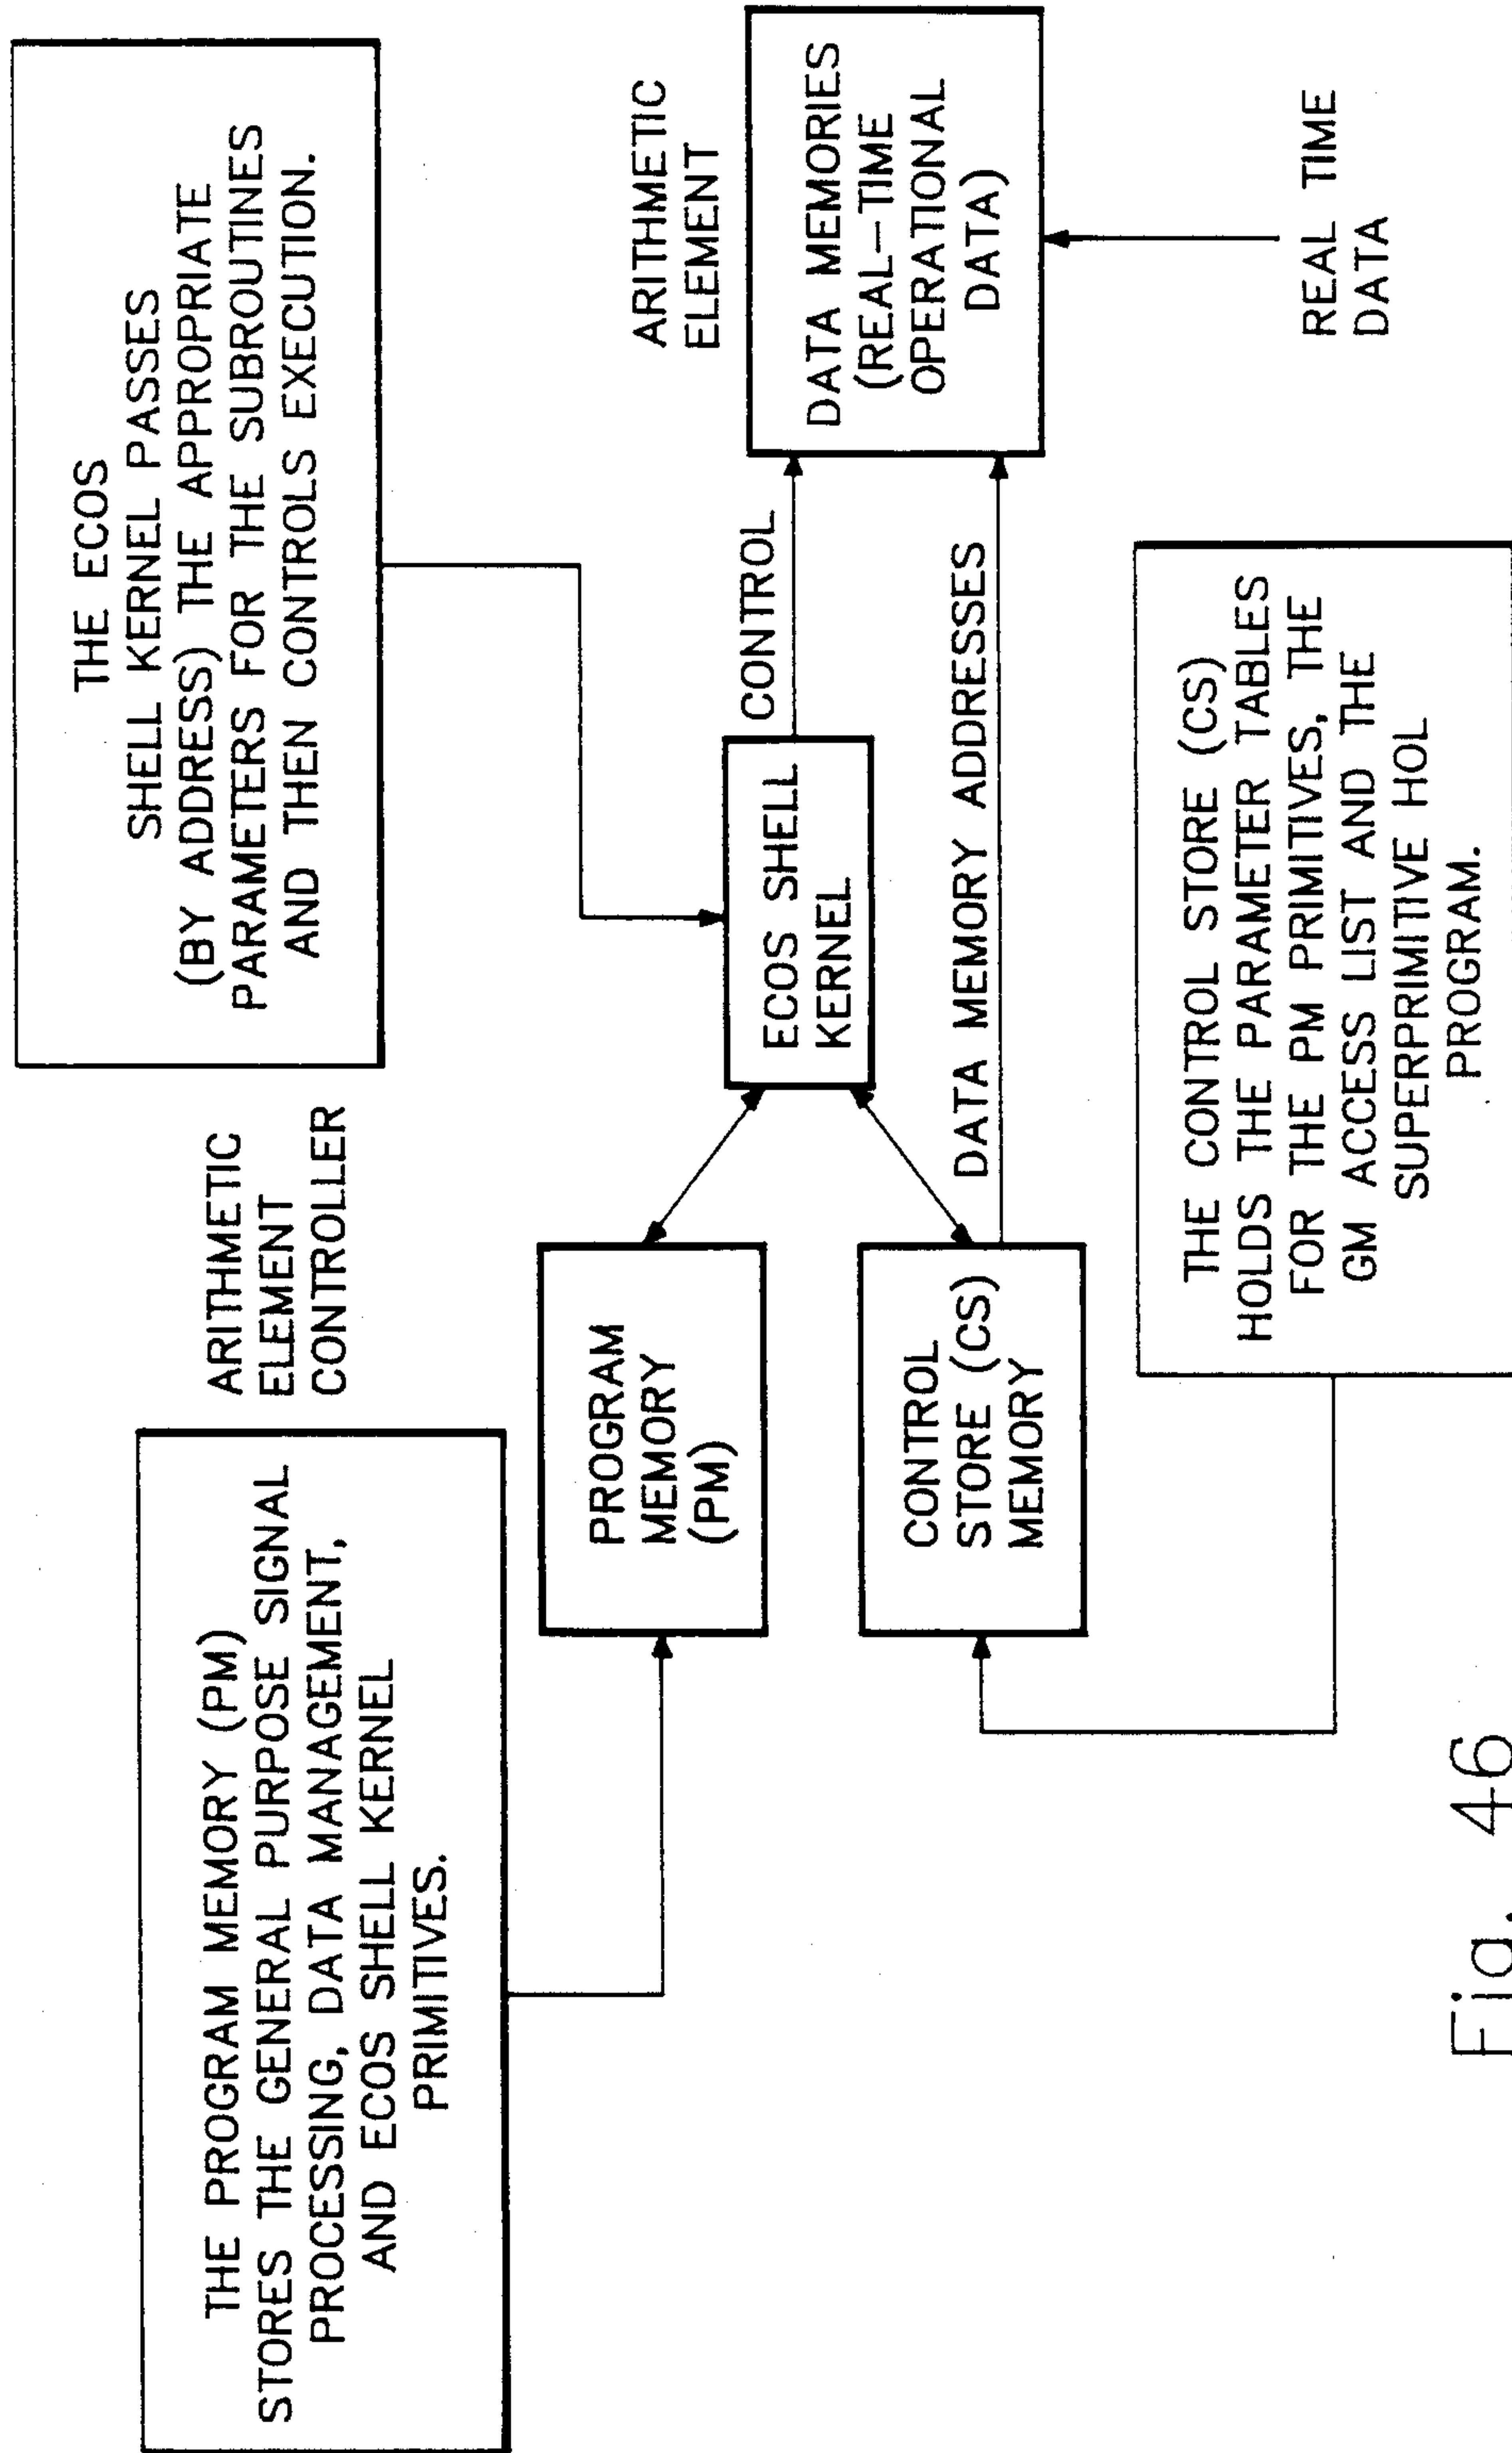 THE PROGRAM MEMORY (PM)
STORES THE GENERAL PURPOSE SIGNAL
PROCESSING, DATA MANAGEMENT,
AND ECOS SHELL KERNEL
PRIMITIVES.
ARITHMETIC
ELEMENT
CONTROLLER
THE ECOS
SHELL KERNEL PASSES
(BY ADDRESS) THE APPROPRIATE
PARAMETERS FOR THE SUBROUTINES
AND THEN CONTROLS EXECUTION.
PROGRAM
MEMORY
(PM)
ECOS SHELL
KERNEL
CONTROL
ARITHMETIC
ELEMENT
DATA MEMORIES
(REAL-TIME
OPERATIONAL
DATA)
CONTROL
STORE (CS)
MEMORY
DATA MEMORY ADDRESSES
THE CONTROL STORE (CS)
HOLDS THE PARAMETER TABLES
FOR THE PM PRIMITIVES, THE
GM ACCESS LIST AND THE
SUPERPRIMITIVE HOL
PROGRAM.
REAL TIME
DATA
Fig. 46